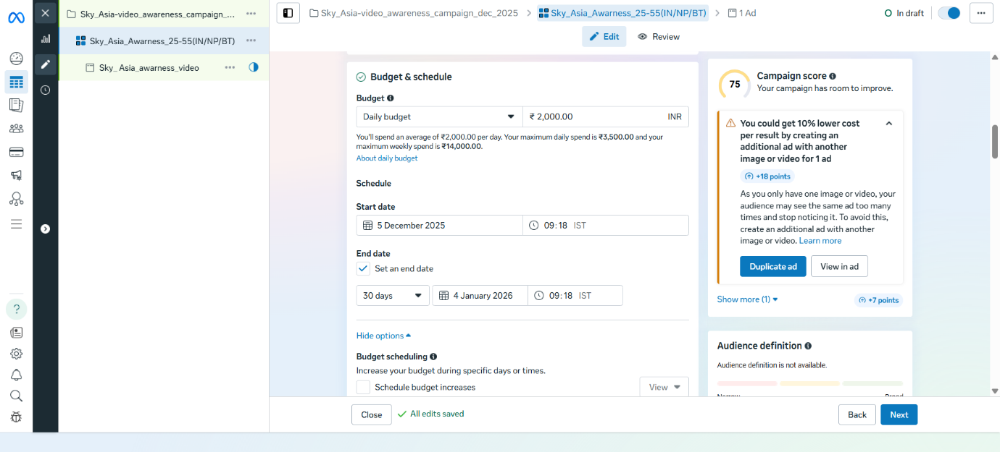 Sky_Asia-video_awareness_campaign_...
Sky_Asia_Awarness_25-55(IN/NP/BT)
Sky_ Asia_awarness_video
Sky_Asia-video_awareness_campaign_dec_2025
Sky_Asia_Awarness_25-55(IN/NP/BT)
1 Ad
In draft
Edit
Review
Budget & schedule
Budget
Daily budget
₹ 2,000.00
INR
You'll spend an average of ₹2,000.00 per day. Your maximum daily spend is ₹3,500.00 and your
maximum weekly spend is ₹14,000.00.
About daily budget
Schedule
Start date
5 December 2025
09:18 IST
End date
Set an end date
30 days
4 January 2026
09:18 IST
Hide options
Budget scheduling
Increase your budget during specific days or times.
Schedule budget increases
View
Close
All edits saved
Back
Next
75
Campaign score
Your campaign has room to improve.
You could get 10% lower cost
per result by creating an
additional ad with another
image or video for 1 ad
+18 points
As you only have one image or video, your
audience may see the same ad too many
times and stop noticing it. To avoid this,
create an additional ad with another
image or video. Learn more
Duplicate ad
View in ad
Show more (1)
+7 points
Audience definition
Audience definition is not available.
Narrow
Broad